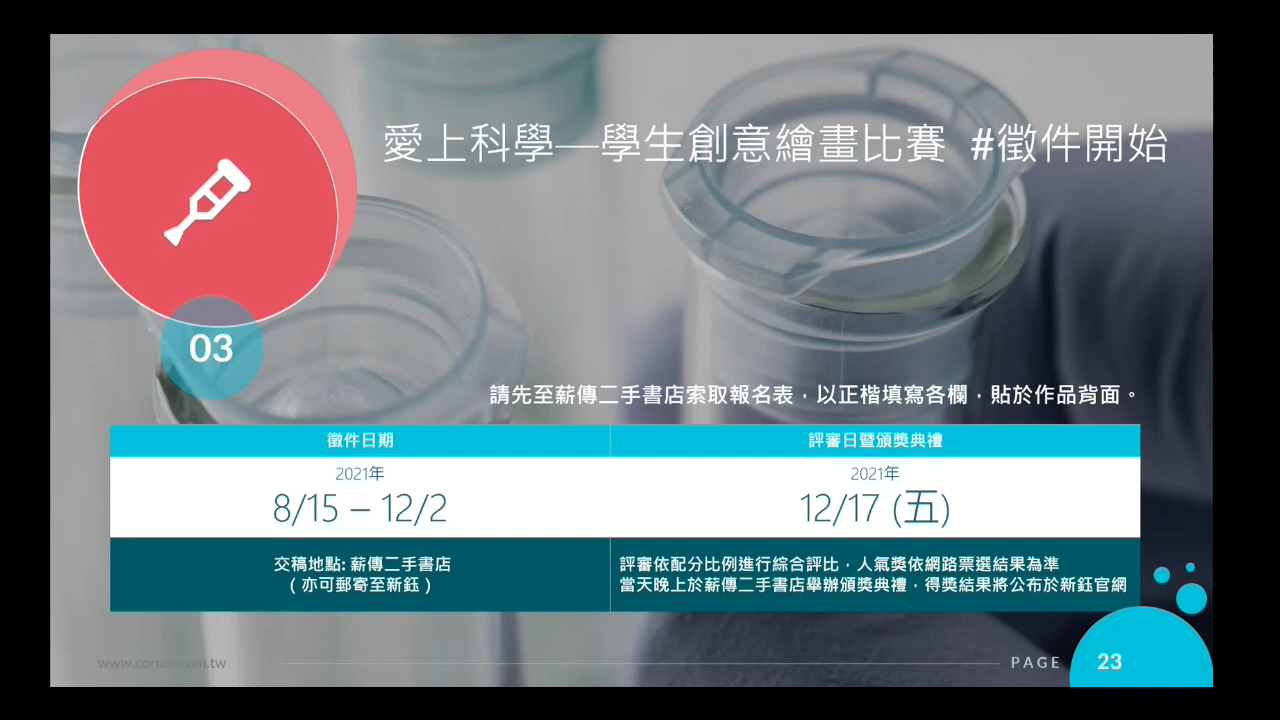 愛上科學—學生創意繪畫比賽 #徵件開始
03
請先至薪傳二手書店索取報名表，以正楷填寫各欄，貼於作品背面。
徵件日期
評審日暨頒獎典禮
2021年
8/15 – 12/2
2021年
12/17 (五)
交稿地點: 薪傳二手書店
( 亦可郵寄至新鈺 )
評審依配分比例進行綜合評比，人氣獎依網路票選結果為準
當天晚上於薪傳二手書店舉辦頒獎典禮，得獎結果將公布於新鈺官網
www.corum.com.tw
PAGE 23